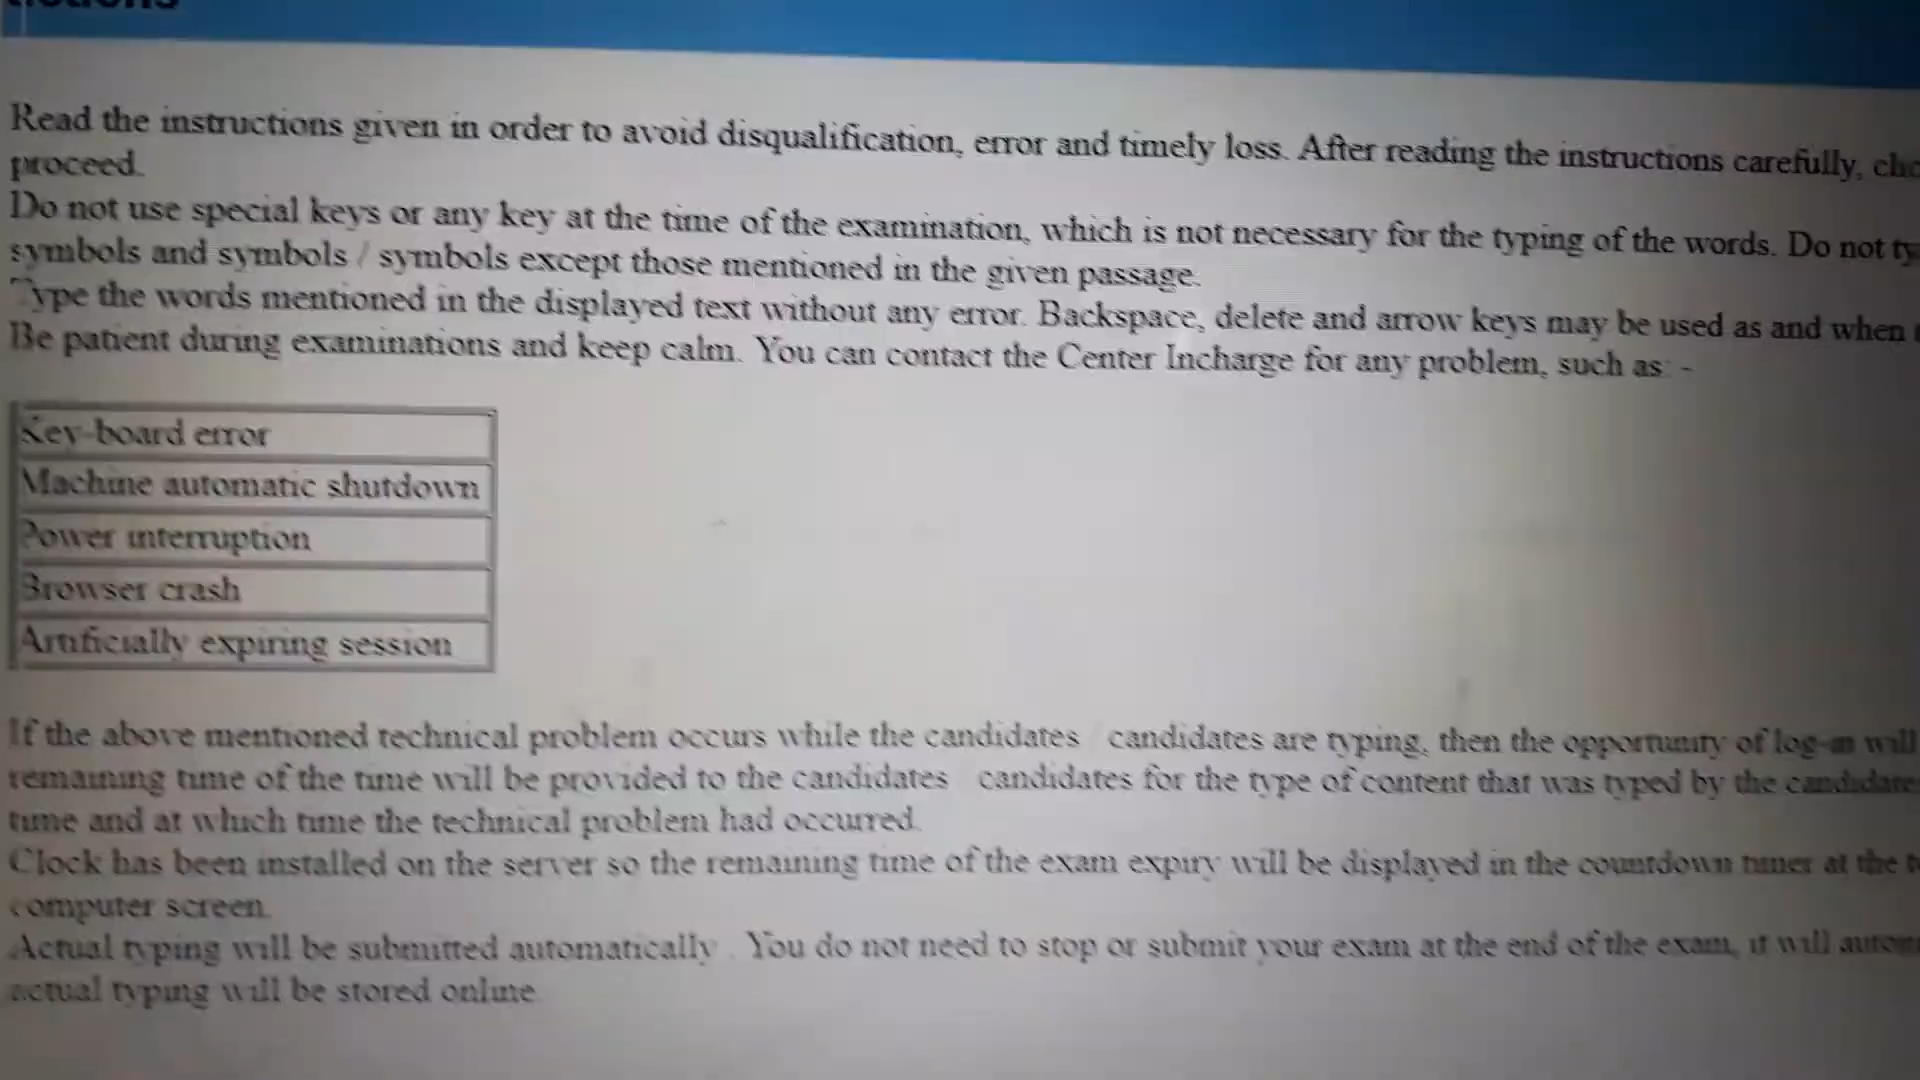 Read the instructions given in order to avoid disqualification, error and timely loss. After reading the instructions carefully,
proceed.
Do not use special keys or any key at the time of the examination, which is not necessary for the typing of the words. Do not
symbols and symbols / symbols except those mentioned in the given passage.
Type the words mentioned in the displayed text without any error. Backspace, delete and arrow keys may be used as and when
Be patient during examinations and keep calm. You can contact the Center Incharge for any problem, such as: -
Key-board error
Machine automatic shutdown
Power interruption
Browser crash
Artificially expiring session
If the above mentioned technical problem occurs while the candidates / candidates are typing, then the opportunity of log-in will
remaining time of the time will be provided to the candidates / candidates for the type of content that was typed by the
time and at which time the technical problem had occurred.
Clock has been installed on the server so the remaining time of the exam expiry will be displayed in the countdown timer at the
computer screen.
Actual typing will be submitted automatically . You do not need to stop or submit your exam at the end of the exam, it will
actual typing will be stored online